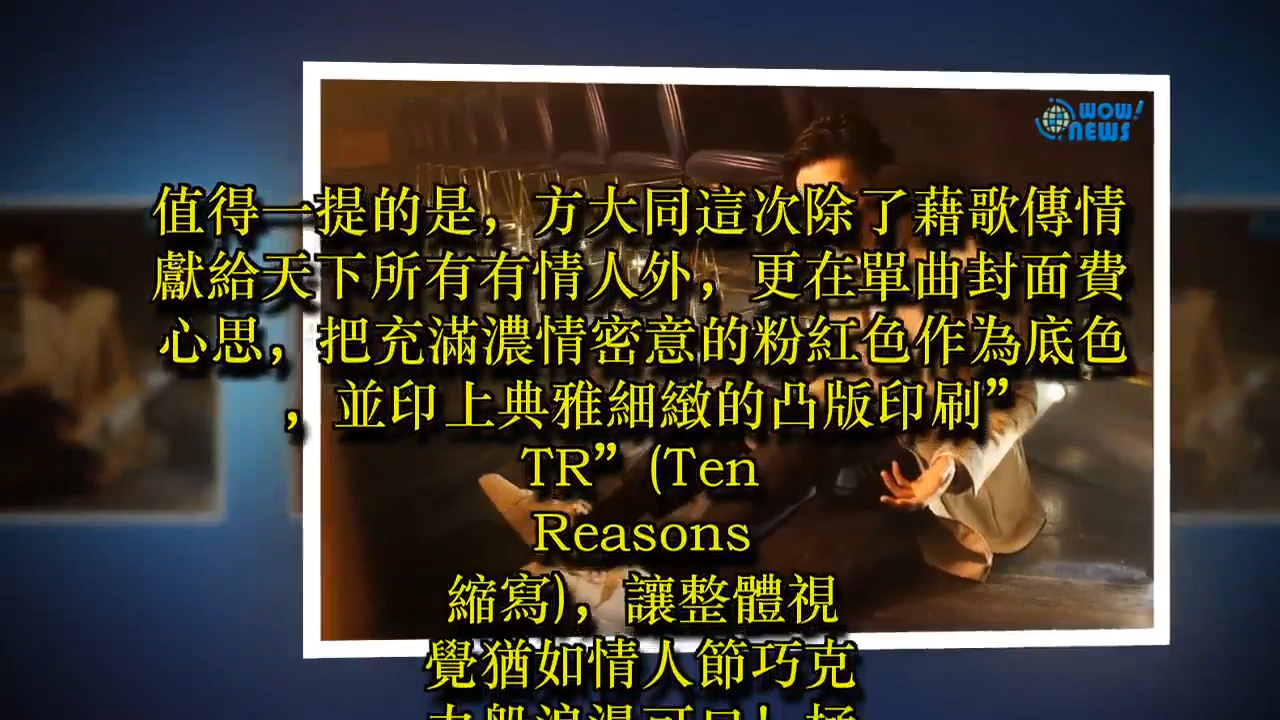 WOW!
NEWS
值得一提的是，方大同這次除了藉歌傳情
獻給天下所有有情人外，更在單曲封面費
心思，把充滿濃情密意的粉紅色作為底色
，並印上典雅細緻的凸版印刷”
TR”（Ten
Reasons
縮寫)，讓整體視
覺猶如情人節巧克